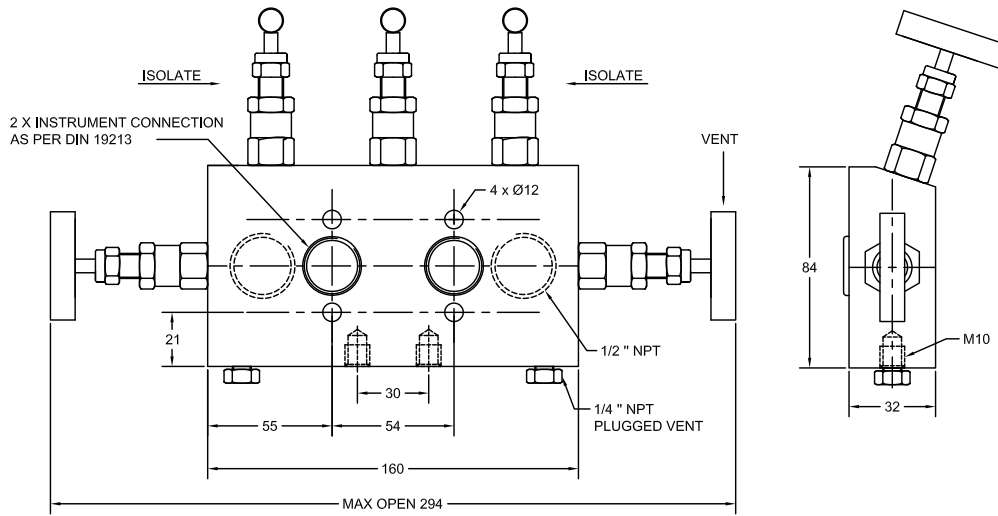 ISOLATE
ISOLATE
2 X INSTRUMENT CONNECTION
AS PER DIN 19213
VENT
4 x Ø12
84
21
1/2 " NPT
M10
30
1/4 " NPT
PLUGGED VENT
32
55
54
160
MAX OPEN 294